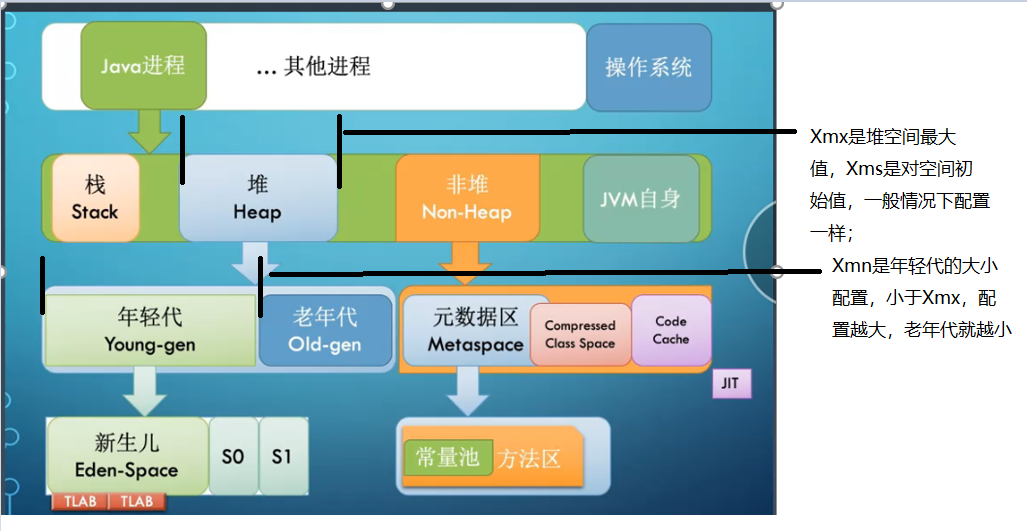 Java进程
... 其他进程
操作系统
栈
Stack
堆
Heap
非堆
Non-Heap
JVM自身
Xmx是堆空间最大
值，Xms是对空间初
始值，一般情况下配置
一样；
年轻代
Young-gen
老年代
Old-gen
元数据区
Metaspace
Compressed
Class Space
Code
Cache
JIT
Xmn是年轻代的大小
配置，小于Xmx，配
置越大，老年代就越小
新生儿
Eden-Space
S0
S1
TLAB
TLAB
常量池
方法区